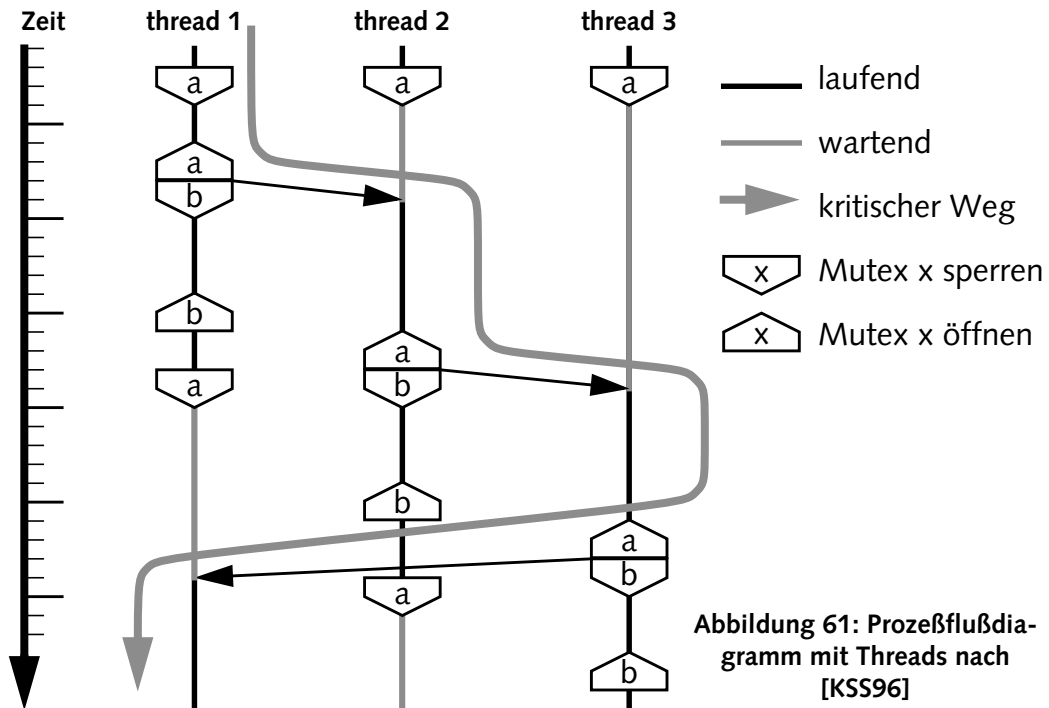 Zeit thread 1 thread 2 thread 3
a a a laufend
wartend
a
b
kritischer Weg
x Mutex x sperren
b
x Mutex x öffnen
a
b
a
b
a
b
a
b
Abbildung 61: Prozeßflußdia-
gramm mit Threads nach
[KSS96]
b